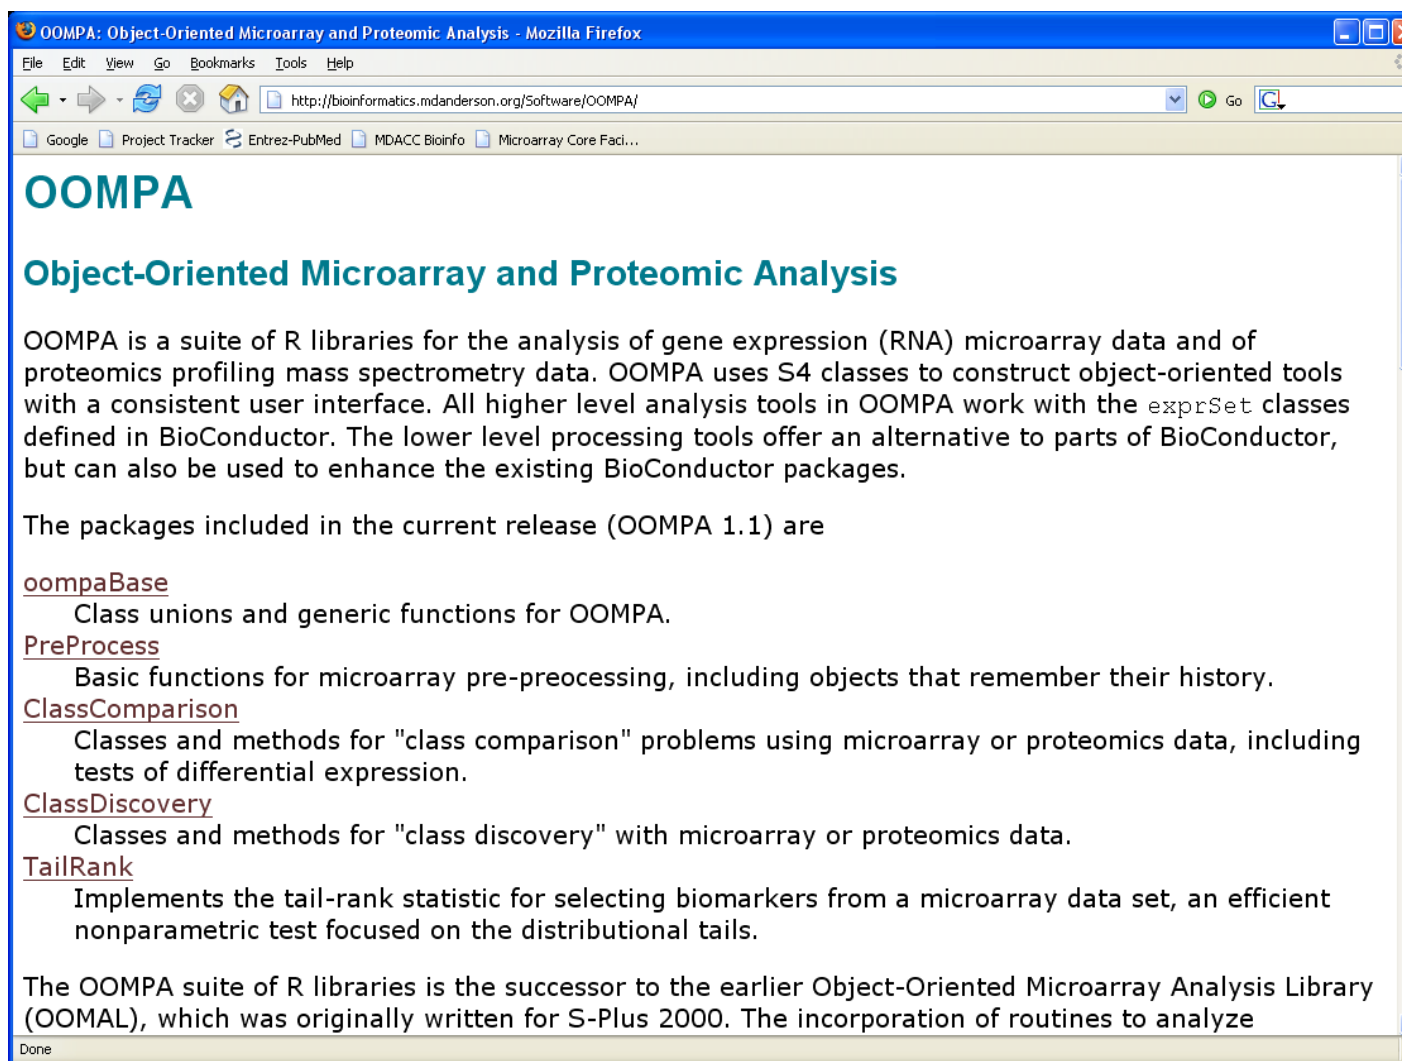 OOMPA: Object-Oriented Microarray and Proteomic Analysis - Mozilla Firefox
File Edit View Go Bookmarks Tools Help
http://bioinformatics.mdanderson.org/Software/OOMPA/ Go G
Google Project Tracker Entrez-PubMed MDACC Bioinfo Microarray Core Faci...
OOMPA
Object-Oriented Microarray and Proteomic Analysis
OOMPA is a suite of R libraries for the analysis of gene expression (RNA) microarray data and of
proteomics profiling mass spectrometry data. OOMPA uses S4 classes to construct object-oriented tools
with a consistent user interface. All higher level analysis tools in OOMPA work with the exprSet classes
defined in BioConductor. The lower level processing tools offer an alternative to parts of BioConductor,
but can also be used to enhance the existing BioConductor packages.
The packages included in the current release (OOMPA 1.1) are
oompaBase
Class unions and generic functions for OOMPA.
PreProcess
Basic functions for microarray pre-preocessing, including objects that remember their history.
ClassComparison
Classes and methods for "class comparison" problems using microarray or proteomics data, including
tests of differential expression.
ClassDiscovery
Classes and methods for "class discovery" with microarray or proteomics data.
TailRank
Implements the tail-rank statistic for selecting biomarkers from a microarray data set, an efficient
nonparametric test focused on the distributional tails.
The OOMPA suite of R libraries is the successor to the earlier Object-Oriented Microarray Analysis Library
(OOMAL), which was originally written for S-Plus 2000. The incorporation of routines to analyze
Done